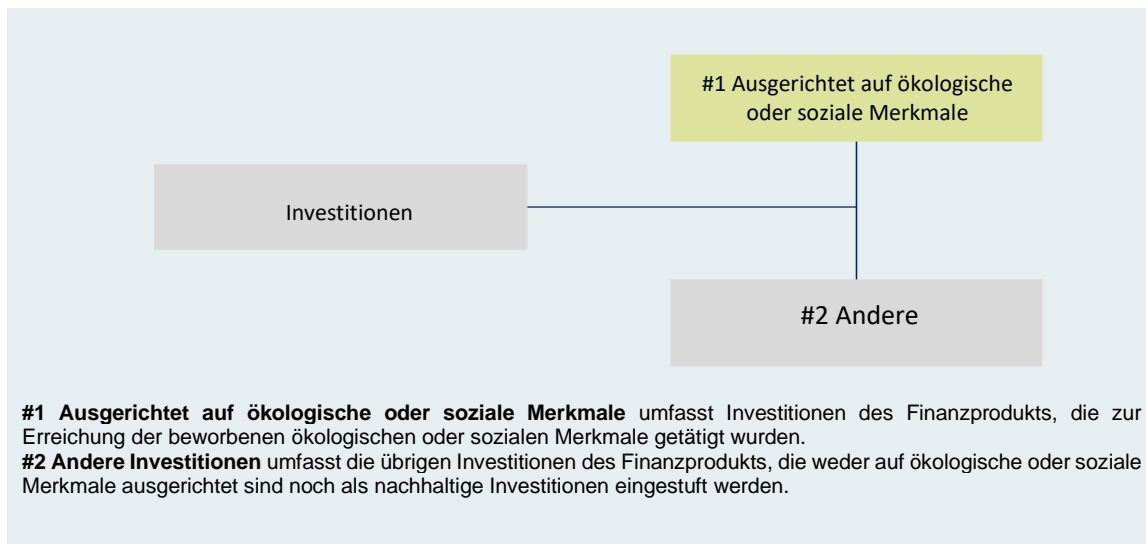 #1 Ausgerichtet auf ökologische
oder soziale Merkmale
Investitionen
#2 Andere
#1 Ausgerichtet auf ökologische oder soziale Merkmale umfasst Investitionen des Finanzprodukts, die zur
Erreichung der beworbenen ökologischen oder sozialen Merkmale getätigt wurden.
#2 Andere Investitionen umfasst die übrigen Investitionen des Finanzprodukts, die weder auf ökologische oder soziale
Merkmale ausgerichtet sind noch als nachhaltige Investitionen eingestuft werden.